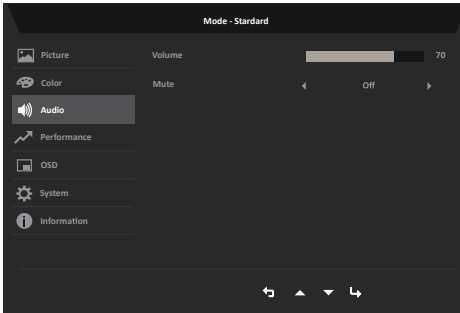 Mode - Stardard
Picture
Volume 70
Color
Mute Off
Audio
Performance
OSD
System
Information